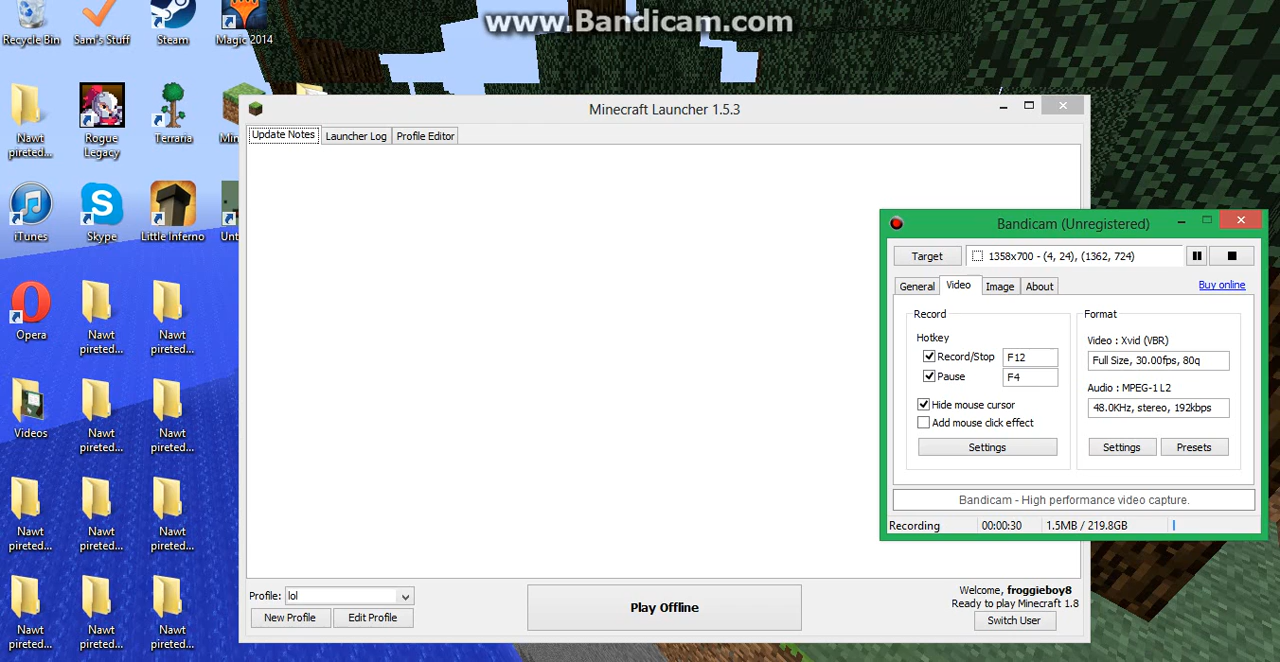 www.Bandicam.com
Recycle Bin
Sam's Stuff
Steam
Magic 2014
Minecraft Launcher 1.5.3
Update Notes
Launcher Log
Profile Editor
Nawt pireted...
Rogue Legacy
Terraria
Min
iTunes
Skype
Little Inferno
Unt
Bandicam (Unregistered)
Target
1358x700 - (4, 24), (1362, 724)
General
Video
Image
About
Buy online
Record
Format
Hotkey
Record/Stop
F12
Pause
F4
Hide mouse cursor
Add mouse click effect
Settings
Video : Xvid (VBR)
Full Size, 30.00fps, 80q
Audio : MPEG-1 L2
48.0KHz, stereo, 192kbps
Settings
Presets
Bandicam - High performance video capture.
Recording
00:00:30
1.5MB / 219.8GB
Opera
Nawt pireted...
Nawt pireted...
Videos
Nawt pireted...
Nawt pireted...
Nawt pireted...
Nawt pireted...
Nawt pireted...
Nawt pireted...
Nawt pireted...
Nawt pireted...
Profile:
lol
New Profile
Edit Profile
Play Offline
Welcome, froggieboy8
Ready to play Minecraft 1.8
Switch User